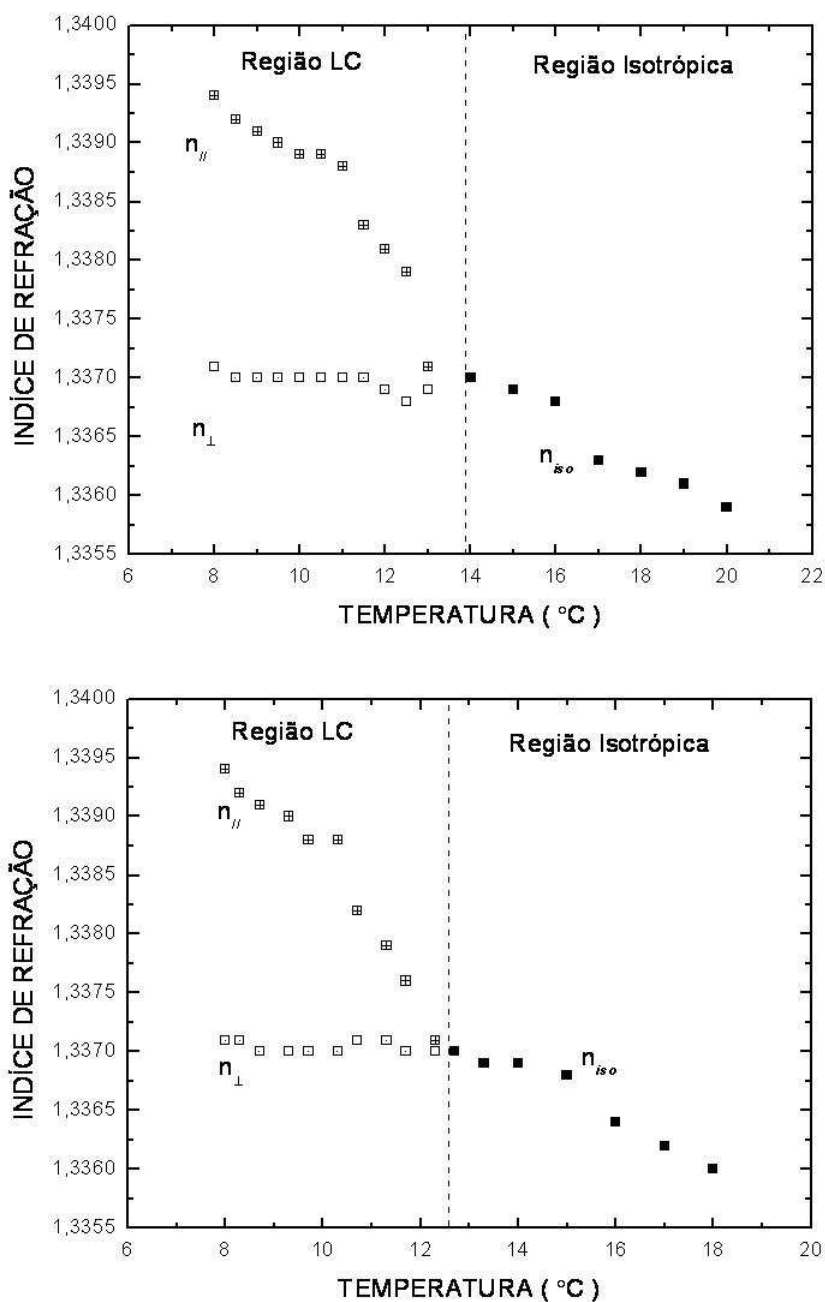 1,3400
Região LC
Região Isotrópica
1,3395
n//
1,3390
1,3385
1,3380
1,3375
1,3370
n⊥
1,3365
niso
1,3360
1,3355
INDÍCE DE REFRAÇÃO
6 8 10 12 14 16 18 20 22
TEMPERATURA ( °C )
1,3400
Região LC
Região Isotrópica
1,3395
n//
1,3390
1,3385
1,3380
1,3375
1,3370
n⊥
niso
1,3365
1,3360
1,3355
INDÍCE DE REFRAÇÃO
6 8 10 12 14 16 18 20
TEMPERATURA ( °C )